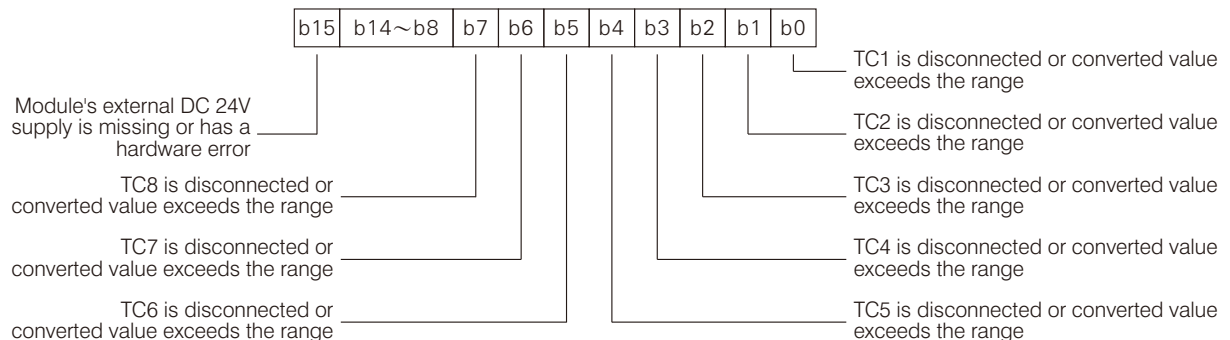 b15 b14～b8 b7 b6 b5 b4 b3 b2 b1 b0
TC1 is disconnected or converted value
exceeds the range
Module's external DC 24V
supply is missing or has a
hardware error
TC2 is disconnected or converted value
exceeds the range
TC8 is disconnected or
converted value exceeds the range
TC3 is disconnected or converted value
exceeds the range
TC7 is disconnected or
converted value exceeds the range
TC4 is disconnected or converted value
exceeds the range
TC6 is disconnected or
converted value exceeds the range
TC5 is disconnected or converted value
exceeds the range